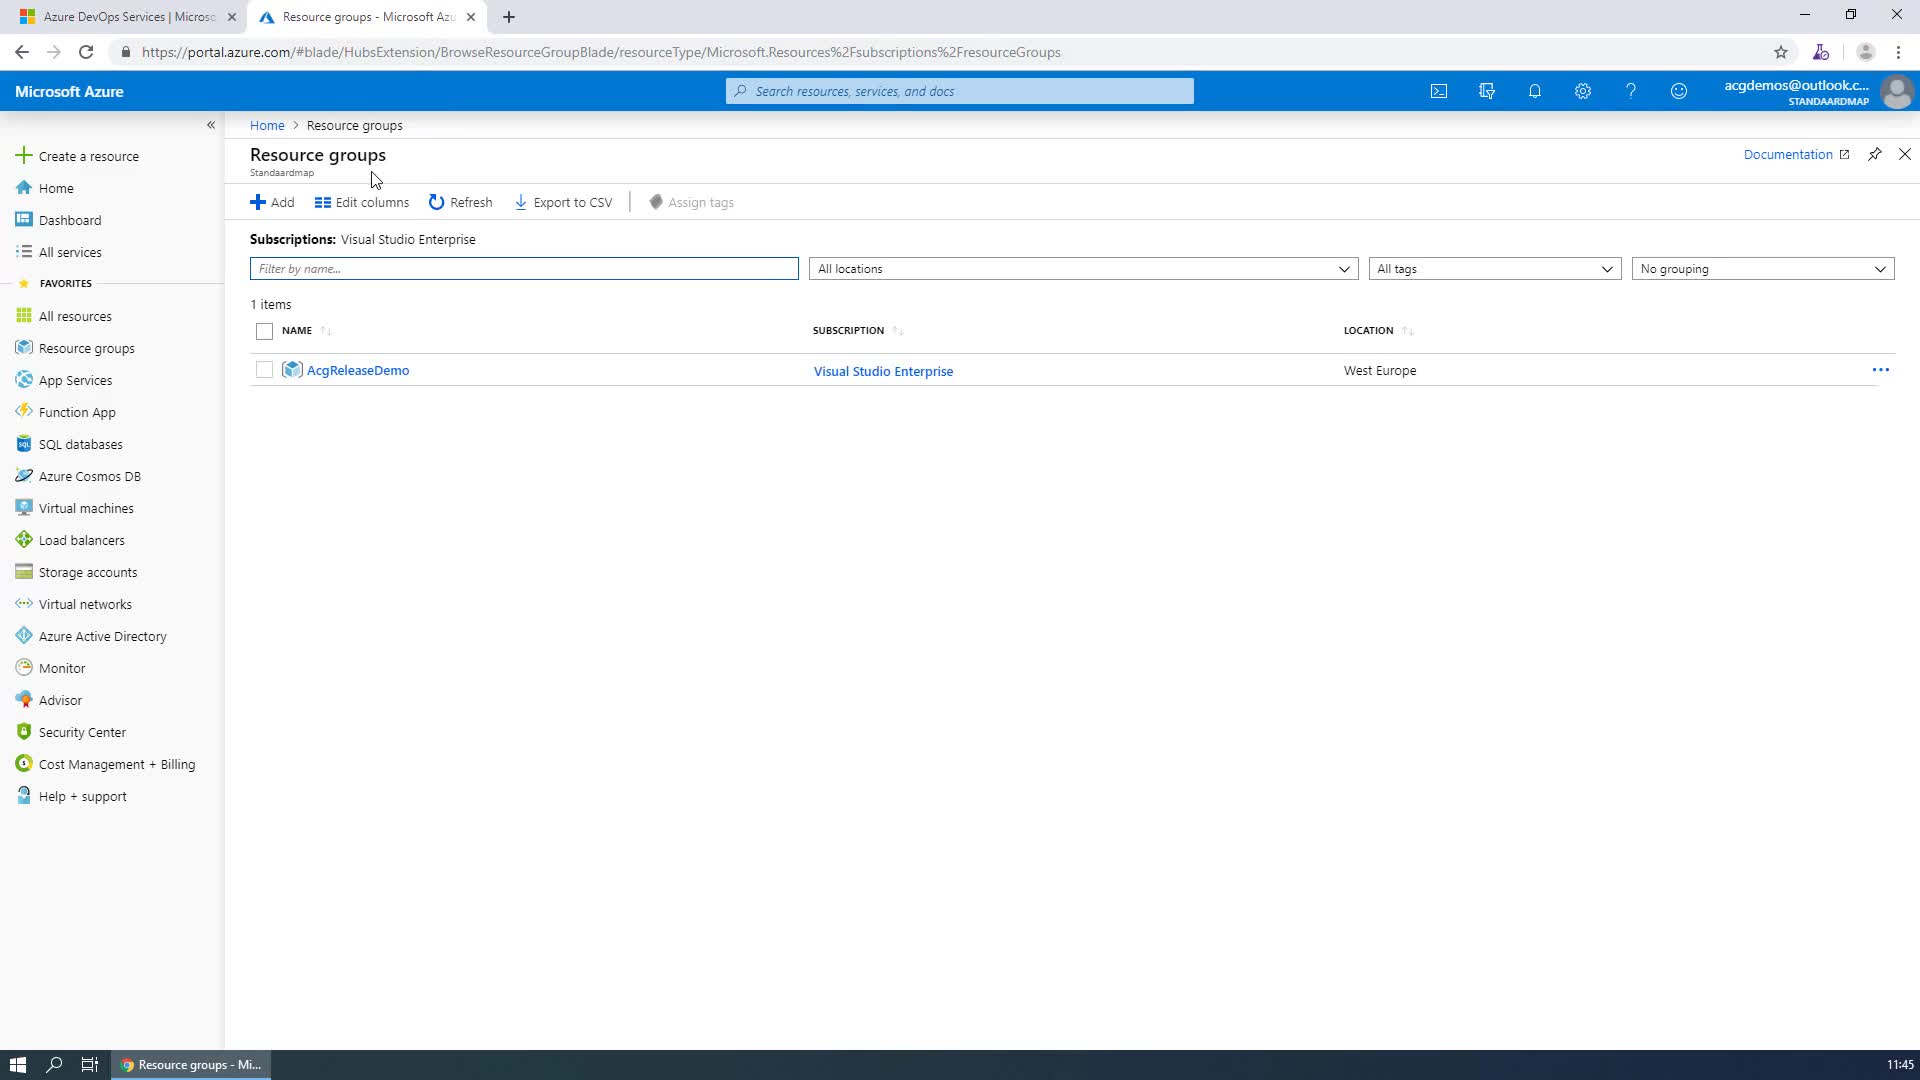 Azure DevOps Services | Microso
Resource groups - Microsoft Azu
https://portal.azure.com/#blade/HubsExtension/BrowseResourceGroupBlade/resourceType/Microsoft.Resources%2Fsubscriptions%2FresourceGroups
Microsoft Azure
Search resources, services, and docs
acgdemos@outlook.c...
STANDAARDMAP
Home > Resource groups
Resource groups
Standaardmap
Documentation
Add
Edit columns
Refresh
Export to CSV
Assign tags
Subscriptions: Visual Studio Enterprise
Filter by name...
All locations
All tags
No grouping
1 items
NAME
SUBSCRIPTION
LOCATION
AcgReleaseDemo
Visual Studio Enterprise
West Europe
Create a resource
Home
Dashboard
All services
FAVORITES
All resources
Resource groups
App Services
Function App
SQL databases
Azure Cosmos DB
Virtual machines
Load balancers
Storage accounts
Virtual networks
Azure Active Directory
Monitor
Advisor
Security Center
Cost Management + Billing
Help + support
Resource groups - Mi...
11:45